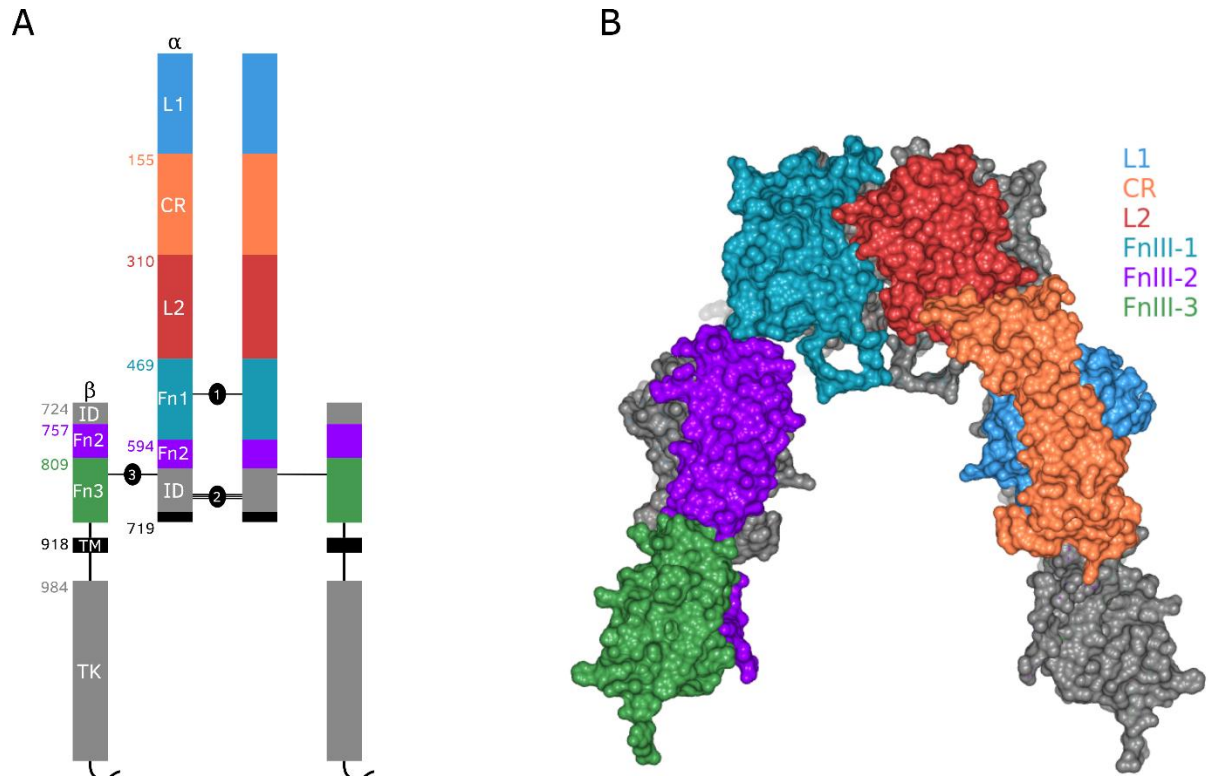 A
B
α
L1
155
CR
310
L2
469
Fn1
1
β
724
ID
757
Fn2
594
Fn2
809
3
Fn3
ID
2
719
918
TM
984
TK
L1
CR
L2
FnIII-1
FnIII-2
FnIII-3